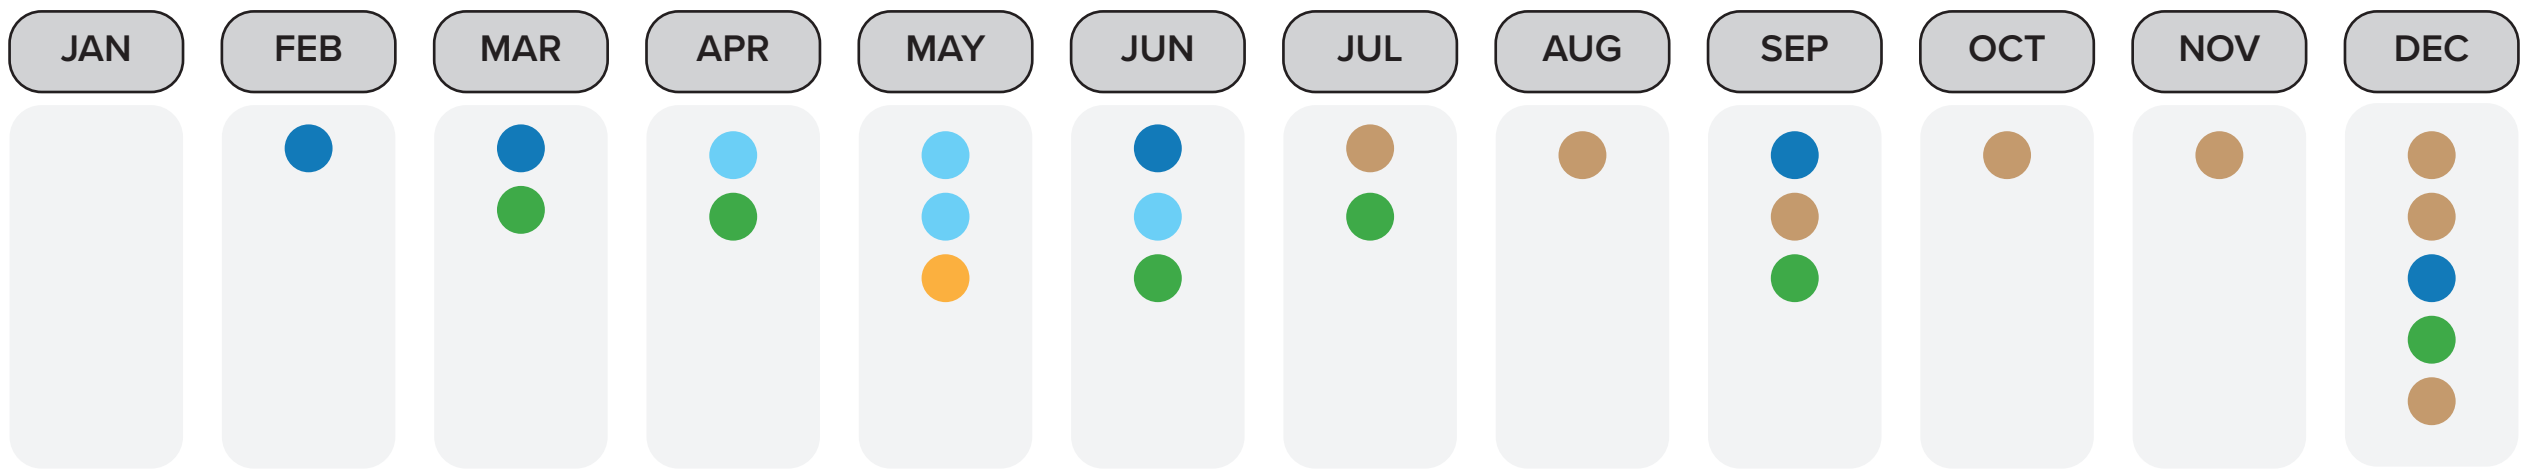 JAN FEB MAR APR MAY JUN JUL AUG SEP OCT NOV DEC